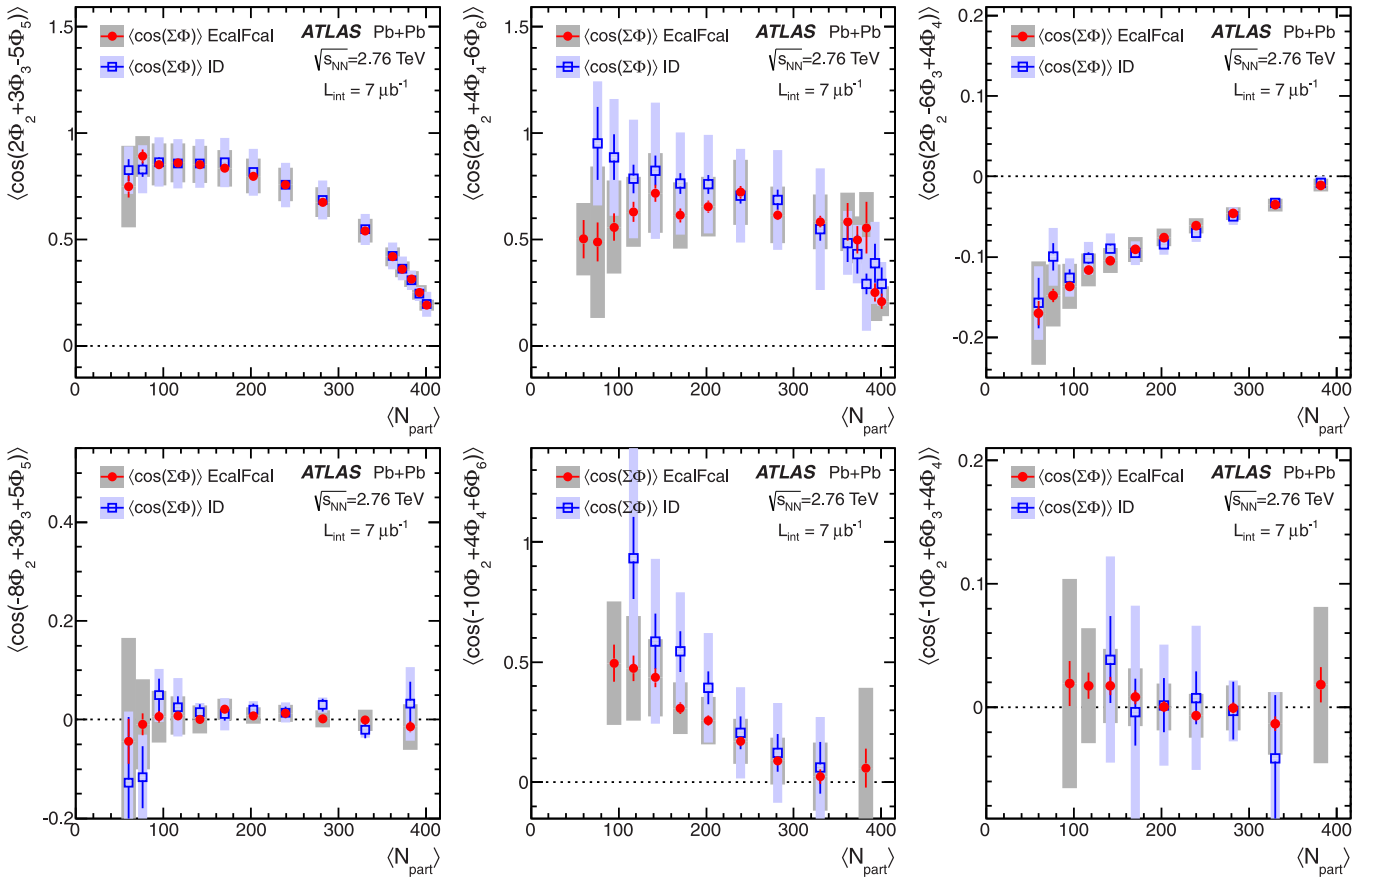 ⟨cos(2Φ2+3Φ3-5Φ5)⟩
1.5
1
0.5
0
⟨cos(ΣΦ)⟩ EcalFcal
⟨cos(ΣΦ)⟩ ID
ATLAS Pb+Pb
√sNN=2.76 TeV
Lint = 7 μb-1
0 100 200 300 400
⟨Npart⟩
⟨cos(2Φ2+4Φ4-6Φ6)⟩
1.5
1
0.5
0
⟨cos(ΣΦ)⟩ EcalFcal
⟨cos(ΣΦ)⟩ ID
ATLAS Pb+Pb
√sNN=2.76 TeV
Lint = 7 μb-1
0 100 200 300 400
⟨Npart⟩
⟨cos(2Φ2-6Φ3+4Φ4)⟩
0.2
0.1
0
-0.1
-0.2
⟨cos(ΣΦ)⟩ EcalFcal
⟨cos(ΣΦ)⟩ ID
ATLAS Pb+Pb
√sNN=2.76 TeV
Lint = 7 μb-1
0 100 200 300 400
⟨Npart⟩
⟨cos(-8Φ2+3Φ3+5Φ5)⟩
0.4
0.2
0
-0.2
⟨cos(ΣΦ)⟩ EcalFcal
⟨cos(ΣΦ)⟩ ID
ATLAS Pb+Pb
√sNN=2.76 TeV
Lint = 7 μb-1
0 100 200 300 400
⟨Npart⟩
⟨cos(-10Φ2+4Φ4+6Φ6)⟩
1
0.5
0
⟨cos(ΣΦ)⟩ EcalFcal
⟨cos(ΣΦ)⟩ ID
ATLAS Pb+Pb
√sNN=2.76 TeV
Lint = 7 μb-1
0 100 200 300 400
⟨Npart⟩
⟨cos(-10Φ2+6Φ3+4Φ4)⟩
0.2
0.1
0
⟨cos(ΣΦ)⟩ EcalFcal
⟨cos(ΣΦ)⟩ ID
ATLAS Pb+Pb
√sNN=2.76 TeV
Lint = 7 μb-1
0 100 200 300 400
⟨Npart⟩